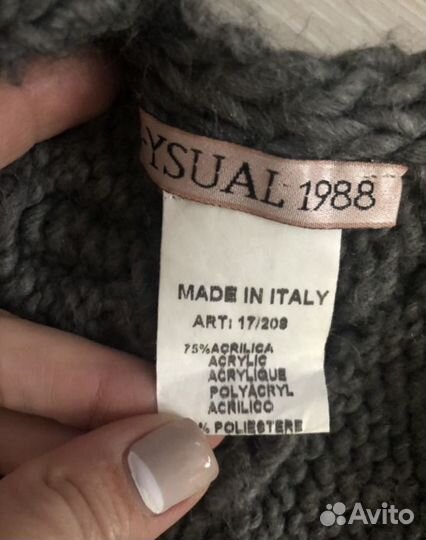 -YSUAL 1988
MADE IN ITALY
ART: 17/208
75%ACRILICA
ACRYLIC
ACRYLIQUE
POLYACRYL
ACRILICO
% POLIESTERE
Avito